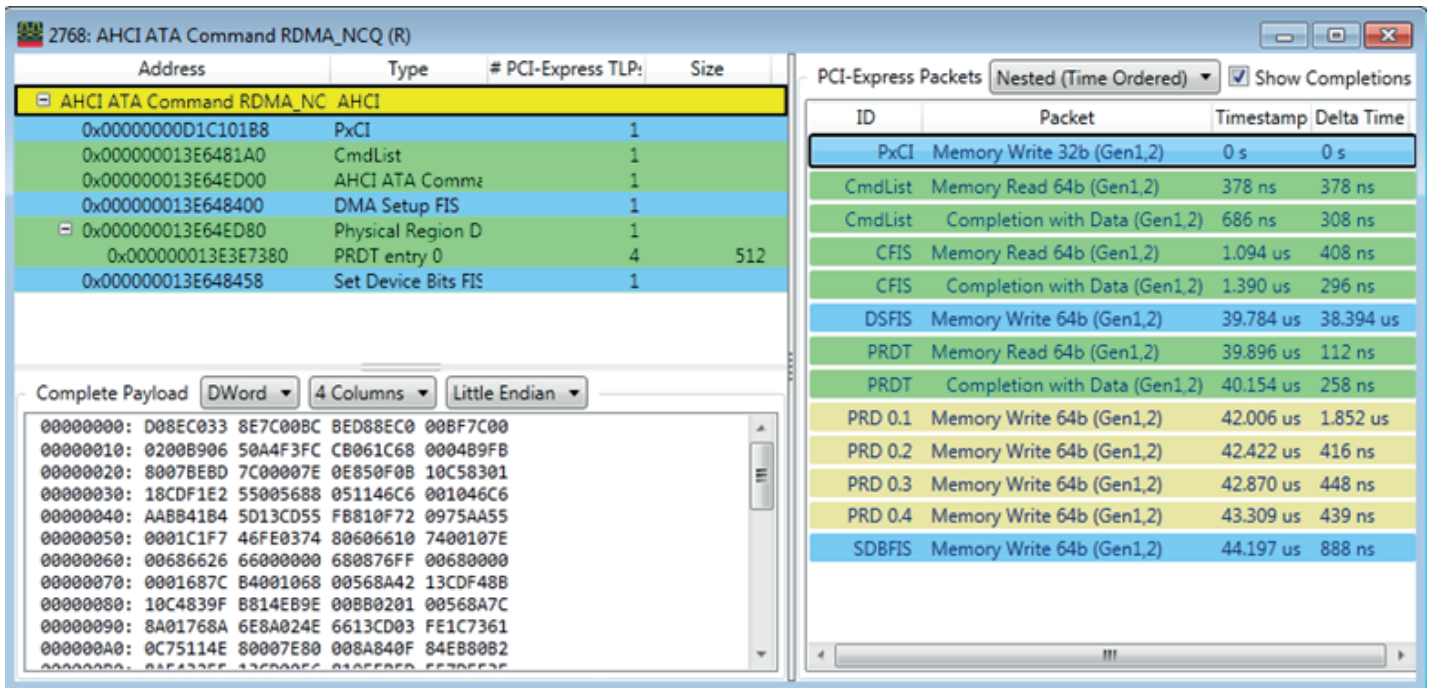 2768: AHCI ATA Command RDMA_NCQ (R)
Address Type # PCI-Express TLP: Size
AHCI ATA Command RDMA_NC AHCI
0x00000000D1C101B8 PxCI 1
0x000000013E6481A0 CmdList 1
0x000000013E64ED00 AHCI ATA Comma 1
0x000000013E648400 DMA Setup FIS 1
0x000000013E64ED80 Physical Region D 1
0x000000013E3E7380 PRDT entry 0 4 512
0x000000013E648458 Set Device Bits FIS 1
Complete Payload DWord 4 Columns Little Endian
00000000: D08EC033 8E7C00BC BED88EC0 00BF7C00
00000010: 0200B906 50A4F3FC CB061C68 0004B9FB
00000020: 8007BEBD 7C00007E 0E850F0B 10C58301
00000030: 18CDF1E2 55005688 051146C6 001046C6
00000040: AABB41B4 5D13CD55 FB810F72 0975AA55
00000050: 0001C1F7 46FE0374 80606610 7400107E
00000060: 00686626 66000000 680876FF 00680000
00000070: 0001687C B4001068 00568A42 13CDF48B
00000080: 10C4839F B814EB9E 00BB0201 00568A7C
00000090: 8A01768A 6E8A024E 6613CD03 FE1C7361
000000A0: 0C75114E 80007E80 008A840F 84EB80B2
PCI-Express Packets Nested (Time Ordered) Show Completions
ID Packet Timestamp Delta Time
PxCI Memory Write 32b (Gen1,2) 0 s 0 s
CmdList Memory Read 64b (Gen1,2) 378 ns 378 ns
CmdList Completion with Data (Gen1,2) 686 ns 308 ns
CFIS Memory Read 64b (Gen1,2) 1.094 us 408 ns
CFIS Completion with Data (Gen1,2) 1.390 us 296 ns
DSFIS Memory Write 64b (Gen1,2) 39.784 us 38.394 us
PRDT Memory Read 64b (Gen1,2) 39.896 us 112 ns
PRDT Completion with Data (Gen1,2) 40.154 us 258 ns
PRD 0.1 Memory Write 64b (Gen1,2) 42.006 us 1.852 us
PRD 0.2 Memory Write 64b (Gen1,2) 42.422 us 416 ns
PRD 0.3 Memory Write 64b (Gen1,2) 42.870 us 448 ns
PRD 0.4 Memory Write 64b (Gen1,2) 43.309 us 439 ns
SDBFIS Memory Write 64b (Gen1,2) 44.197 us 888 ns